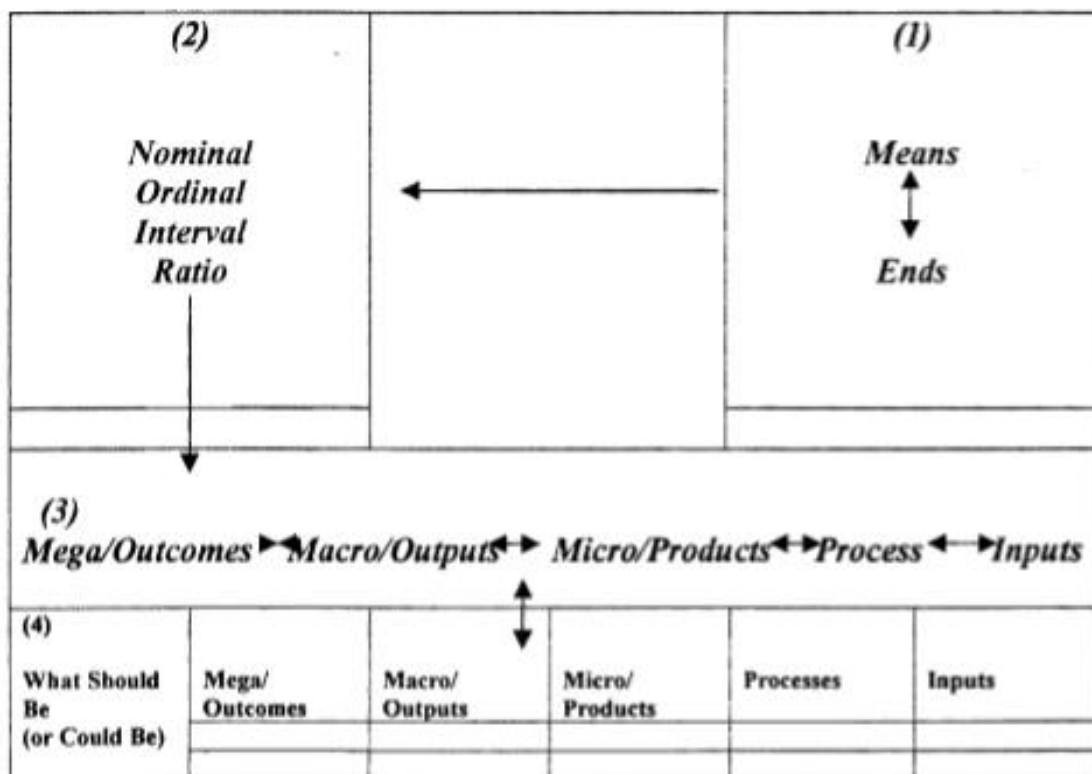 (2)
(1)
Nominal
Ordinal
Interval
Ratio
Means
Ends
(3)
Mega/Outcomes Macro/Outputs Micro/Products Process Inputs
(4)
What Should
Be
(or Could Be)
Mega/
Outcomes
Macro/
Outputs
Micro/
Products
Processes
Inputs